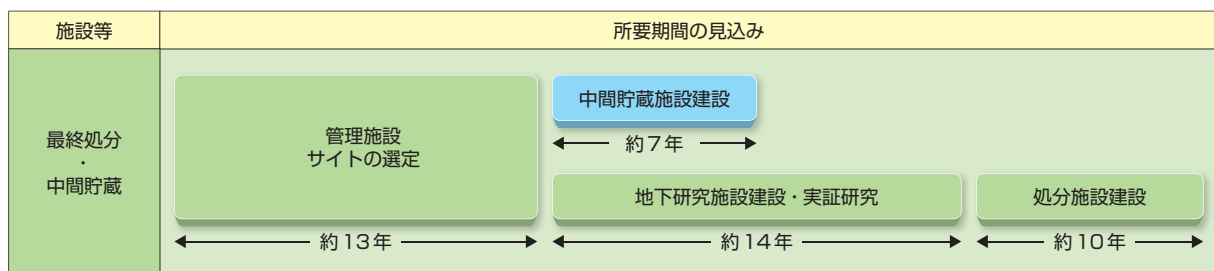 施設等
所要期間の見込み
最終処分
・
中間貯蔵
管理施設
サイトの選定
約13年
中間貯蔵施設建設
約7年
地下研究施設建設・実証研究
約14年
処分施設建設
約10年